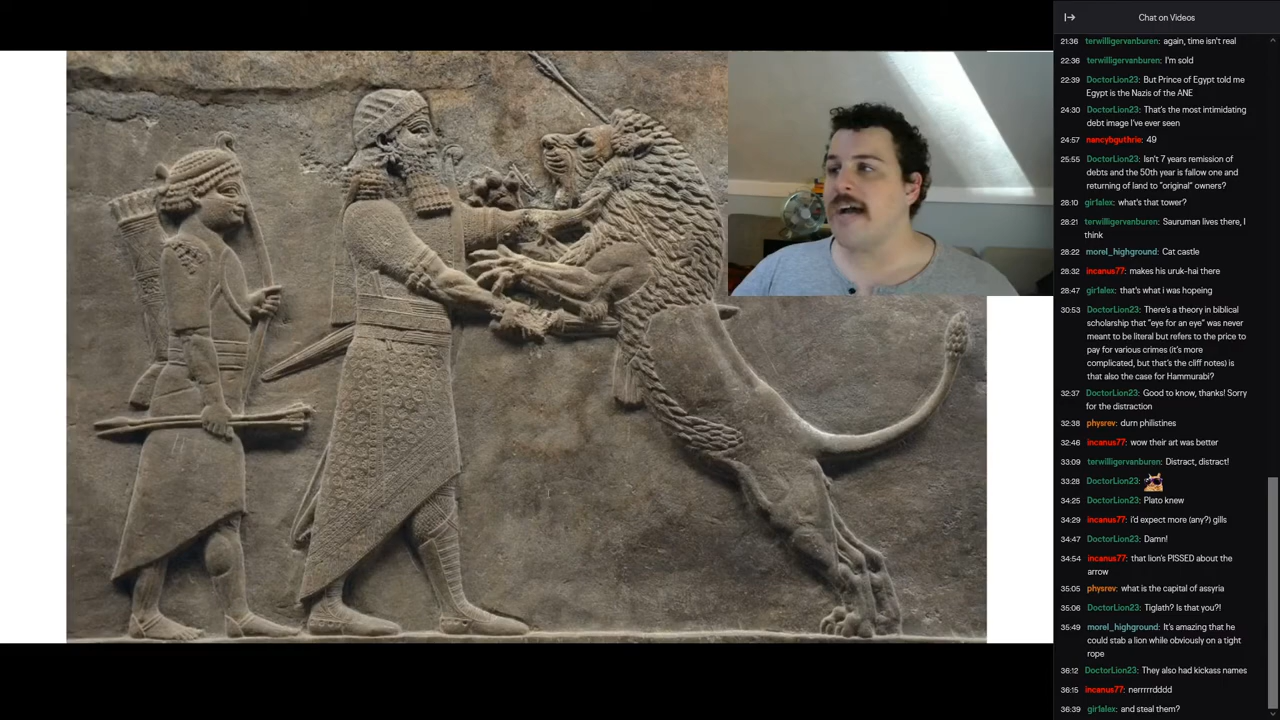 Chat on Videos
21:36 terwilligervanburen: again, time isn't real
22:36 terwilligervanburen: I'm sold
22:39 DoctorLion23: But Prince of Egypt told me
Egypt is the Nazis of the ANE
24:30 DoctorLion23: That's the most intimidating
debt image I've ever seen
24:57 nancybguthrie: 49
25:55 DoctorLion23: Isn't 7 years remission of
debts and the 50th year is fallow one and
returning of land to "original" owners?
28:10 gir1alex: what's that tower?
28:21 terwilligervanburen: Sauruman lives there, I
think
28:22 morel_highground: Cat castle
28:32 incanus77: makes his uruk-hai there
28:47 gir1alex: that's what i was hopeing
30:53 DoctorLion23: There's a theory in biblical
scholarship that "eye for an eye" was never
meant to be literal but refers to the price to
pay for various crimes (it's more
complicated, but that's the cliff notes) is
that also the case for Hammurabi?
32:37 DoctorLion23: Good to know, thanks! Sorry
for the distraction
32:38 physrev: durn philistines
32:46 incanus77: wow their art was better
33:09 terwilligervanburen: Distract, distract!
33:28 DoctorLion23:
34:25 DoctorLion23: Plato knew
34:29 incanus77: i'd expect more (any?) gills
34:47 DoctorLion23: Damn!
34:54 incanus77: that lion's PISSED about the
arrow
35:05 physrev: what is the capital of assyria
35:06 DoctorLion23: Tiglath? Is that you?!
35:49 morel_highground: It's amazing that he
could stab a lion while obviously on a tight
rope
36:12 DoctorLion23: They also had kickass names
36:15 incanus77: nerrrrrdddd
36:39 gir1alex: and steal them?